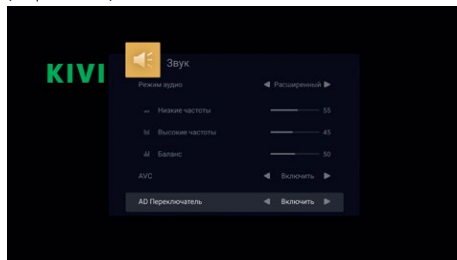 KIVI
Звук
Режим аудио Расширенный
Низкие частоты 55
Высокие частоты 45
Баланс 50
AVC Включить
AD Переключатель Включить